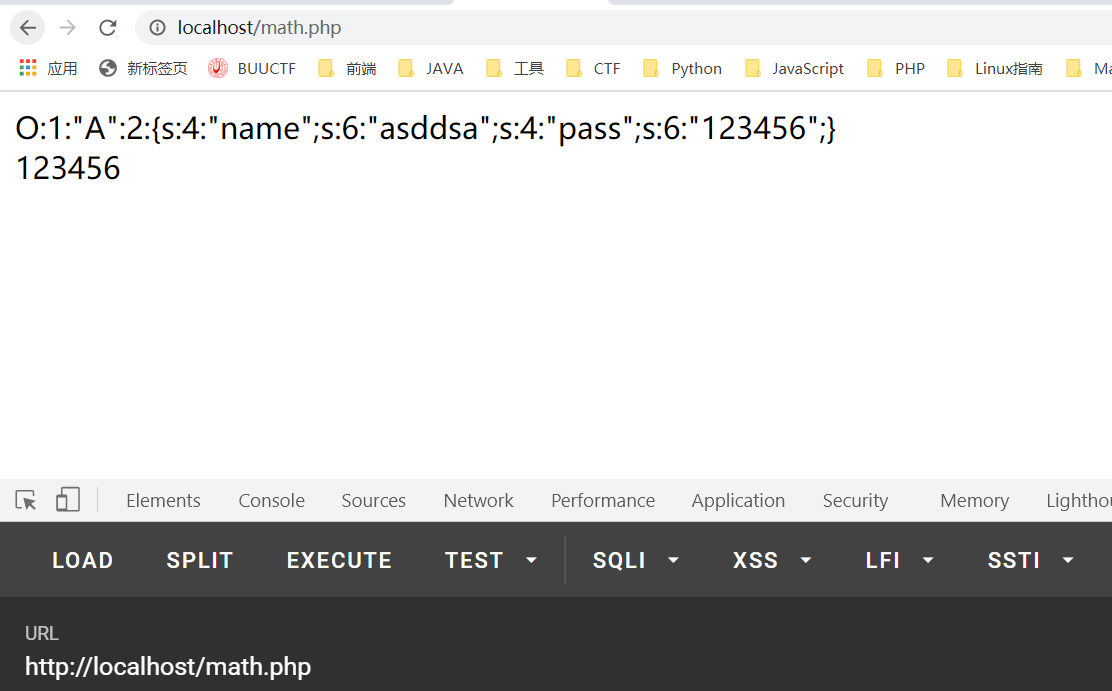 localhost/math.php
应用 新标签页 BUUCTF 前端 JAVA 工具 CTF Python JavaScript PHP Linux指南 Ma
O:1:"A":2:{s:4:"name";s:6:"asddsa";s:4:"pass";s:6:"123456";}
123456
Elements Console Sources Network Performance Application Security Memory Lighthou
LOAD SPLIT EXECUTE TEST SQLI XSS LFI SSTI
URL
http://localhost/math.php